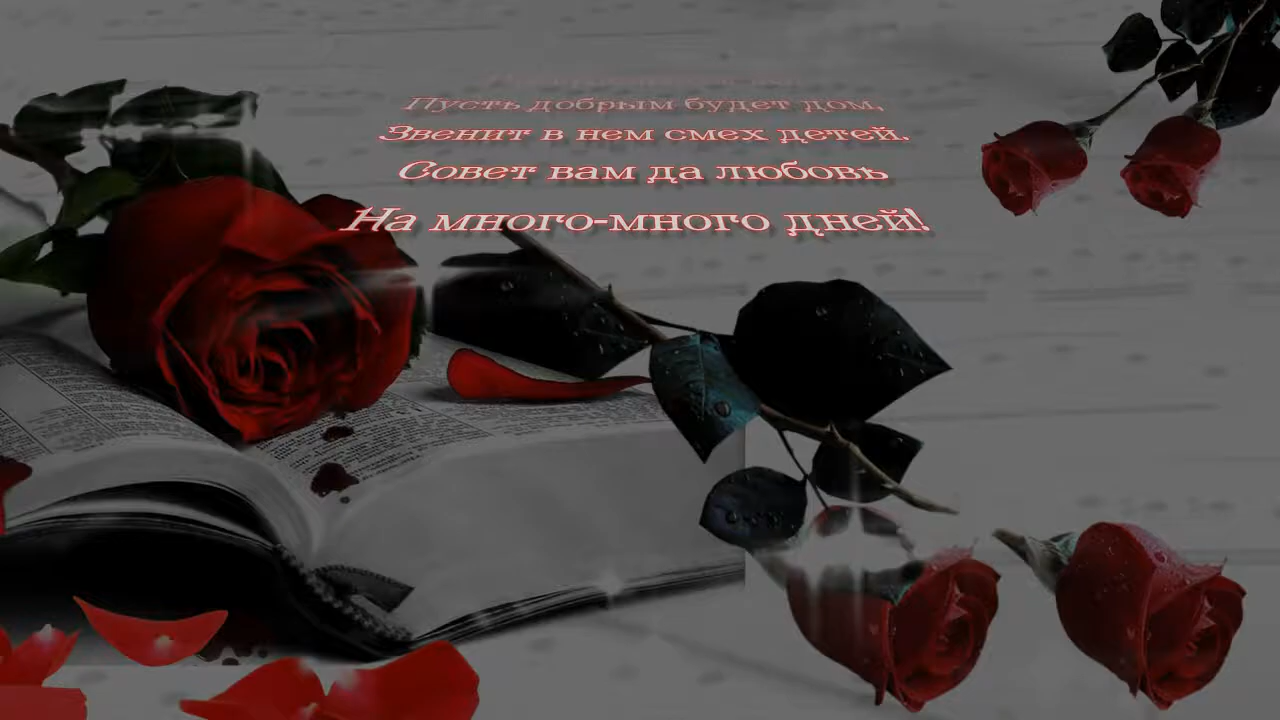 Пусть добрым будет дом,
Звенит в нем смех детей.
Совет вам да любовь
На много-много дней!